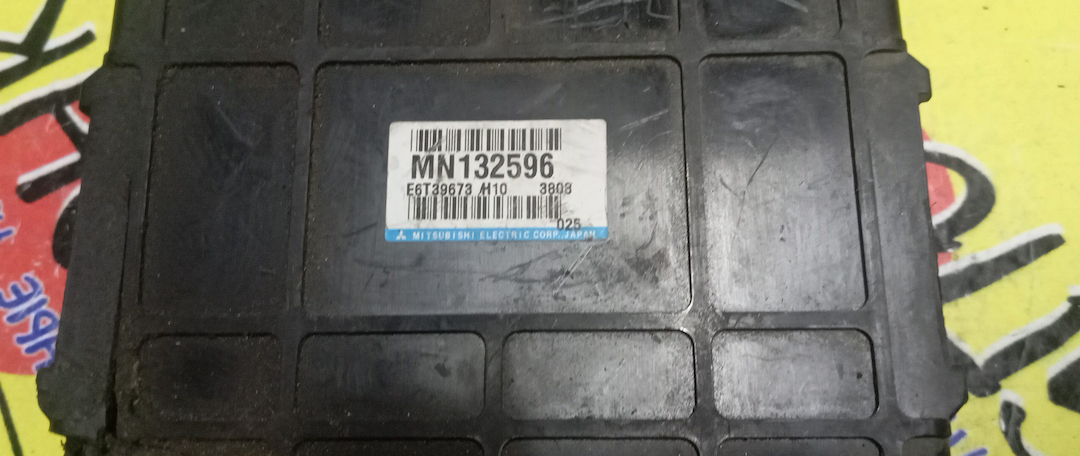 MN132596
E6T39673 H10 3808
025
MITSUBISHI ELECTRIC CORP. JAPAN